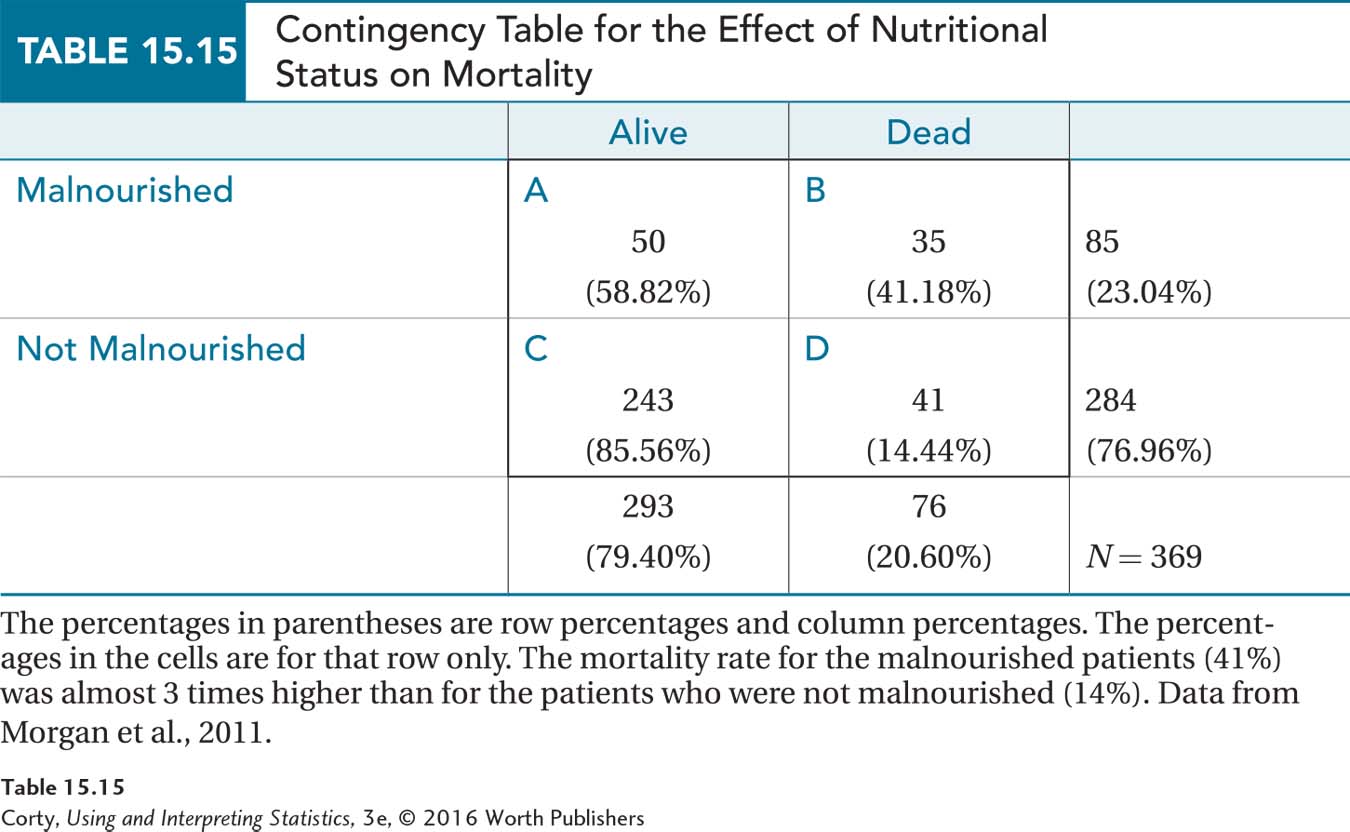 TABLE 15.15
Contingency Table for the Effect of Nutritional
Status on Mortality
Alive Dead
Malnourished A B
50 35 85
(58.82%) (41.18%) (23.04%)
Not Malnourished C D
243 41 284
(85.56%) (14.44%) (76.96%)
293 76
(79.40%) (20.60%) N = 369
The percentages in parentheses are row percentages and column percentages. The percent-
ages in the cells are for that row only. The mortality rate for the malnourished patients (41%)
was almost 3 times higher than for the patients who were not malnourished (14%). Data from
Morgan et al., 2011.
Table 15.15
Corty, Using and Interpreting Statistics, 3e, © 2016 Worth Publishers